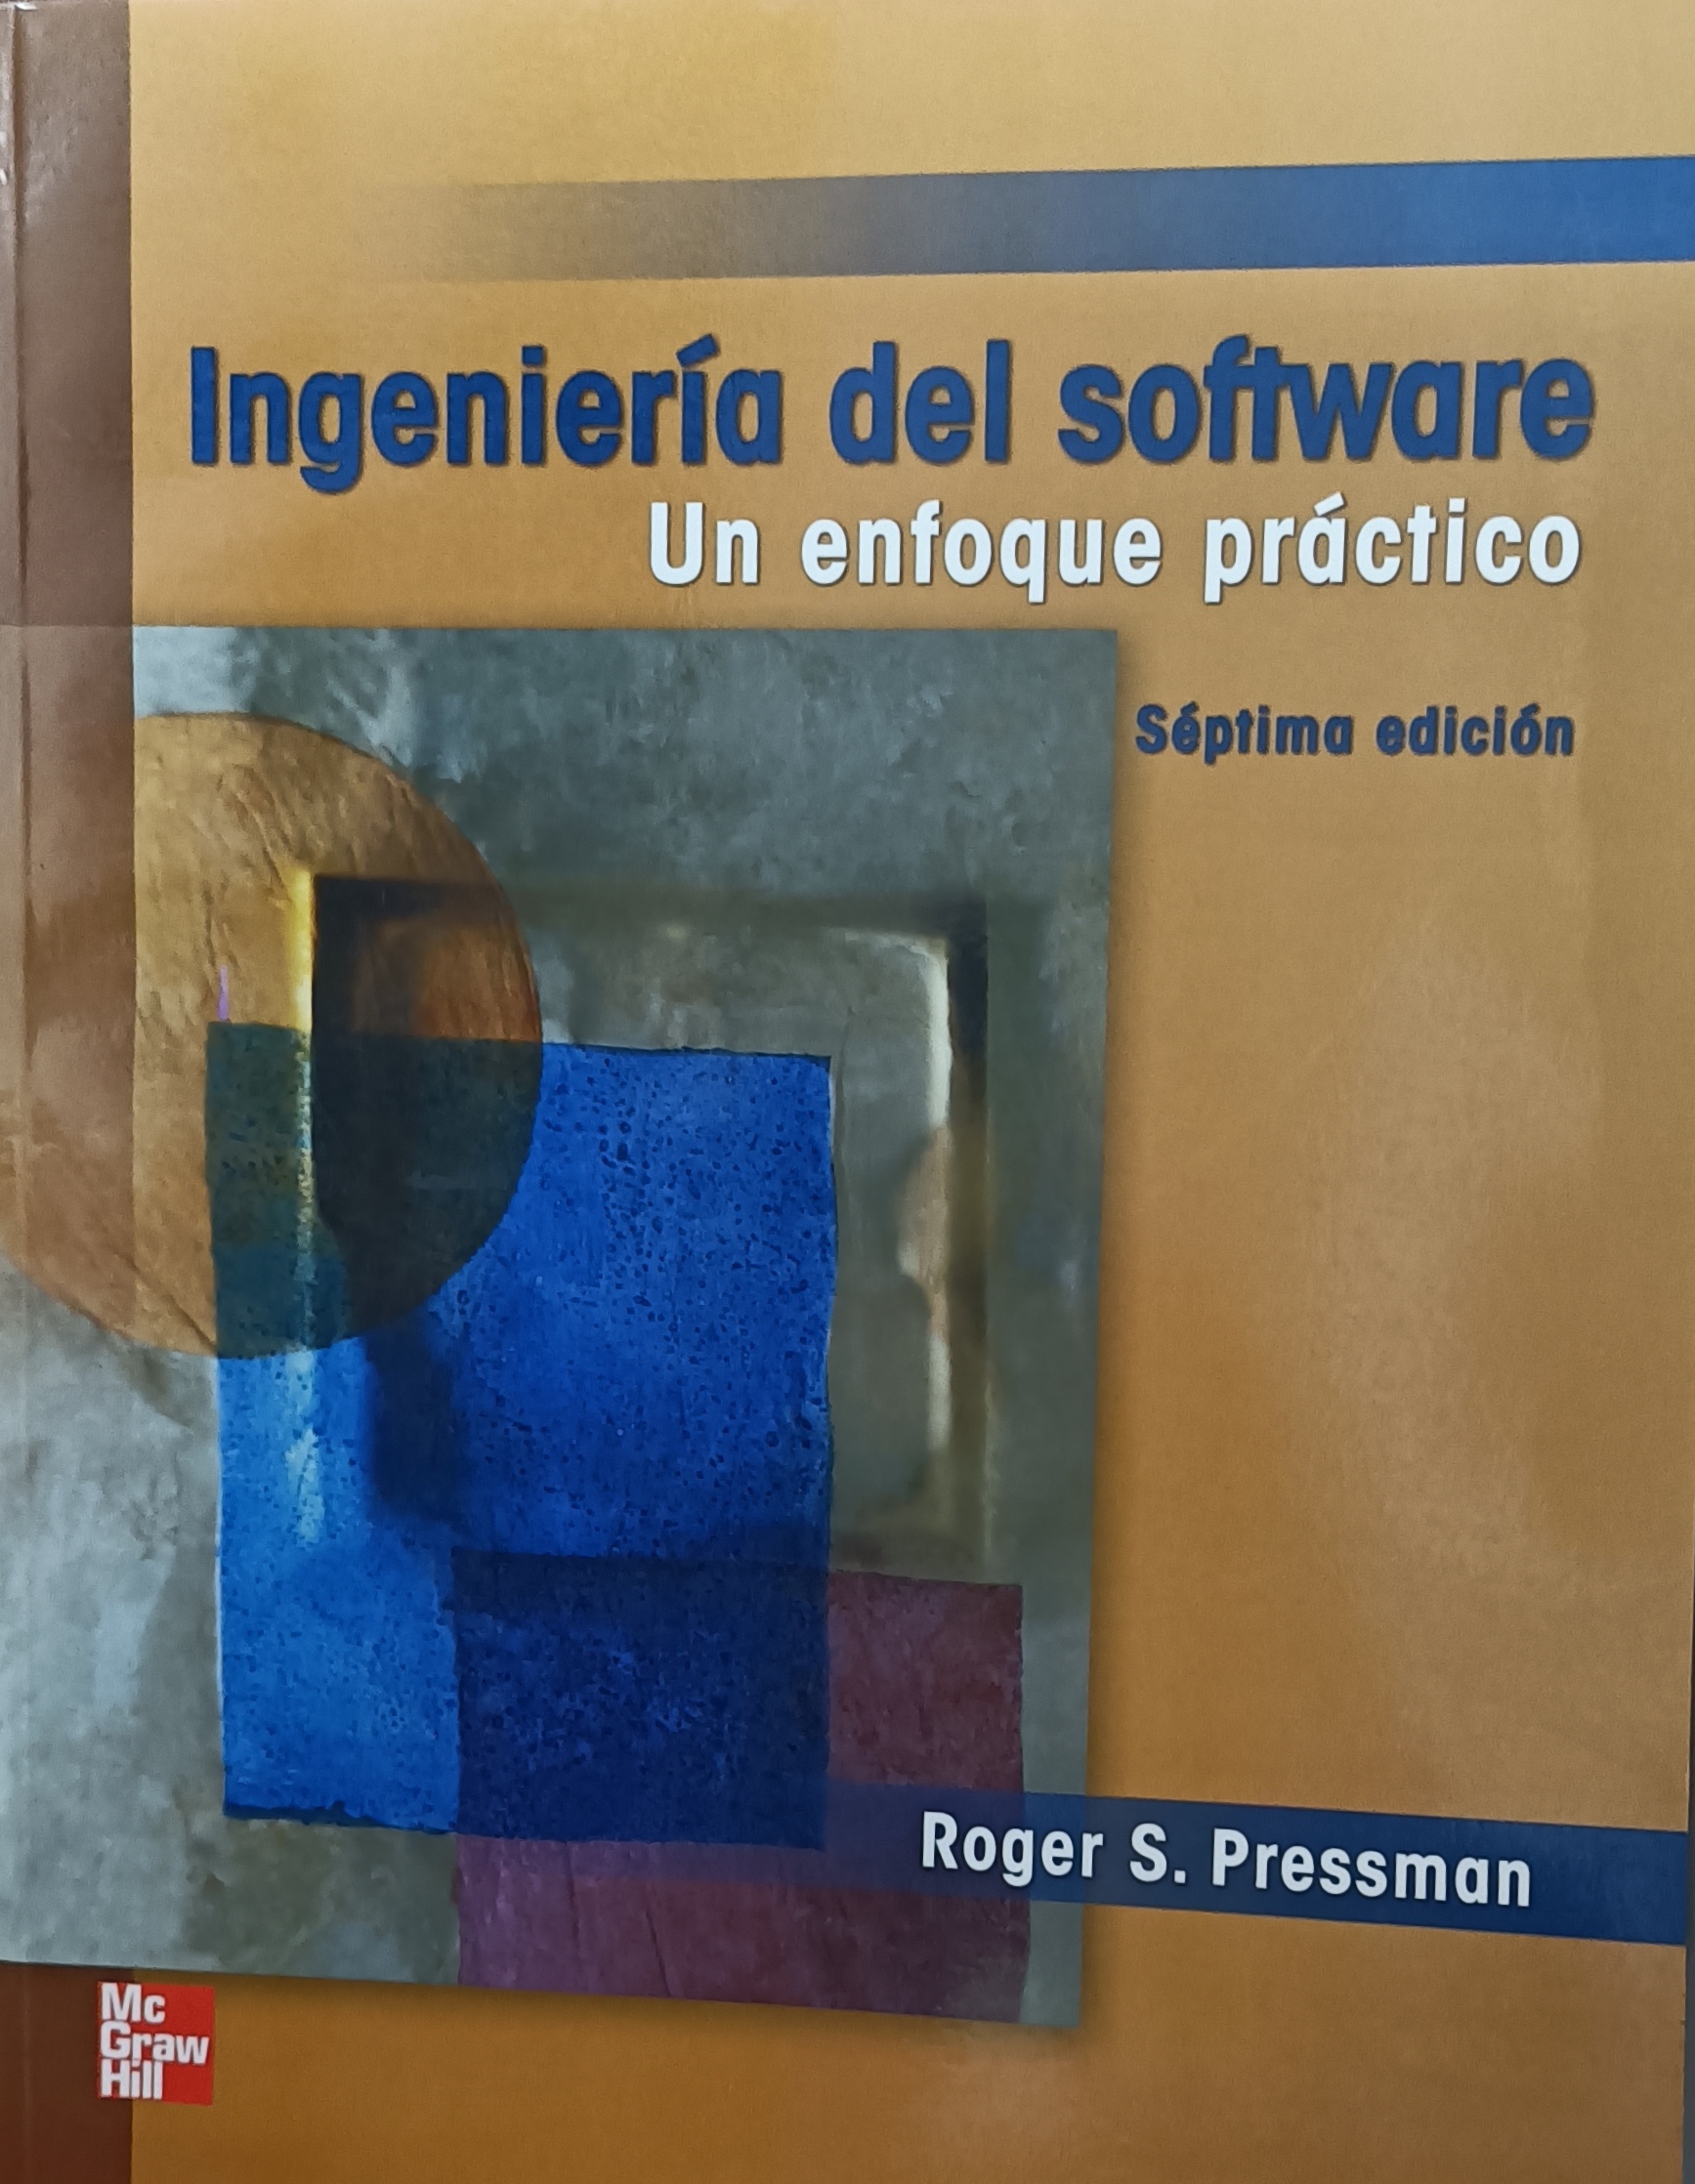 Ingeniería del software
Un enfoque práctico
Séptima edición
Roger S. Pressman
Mc
Graw
Hill